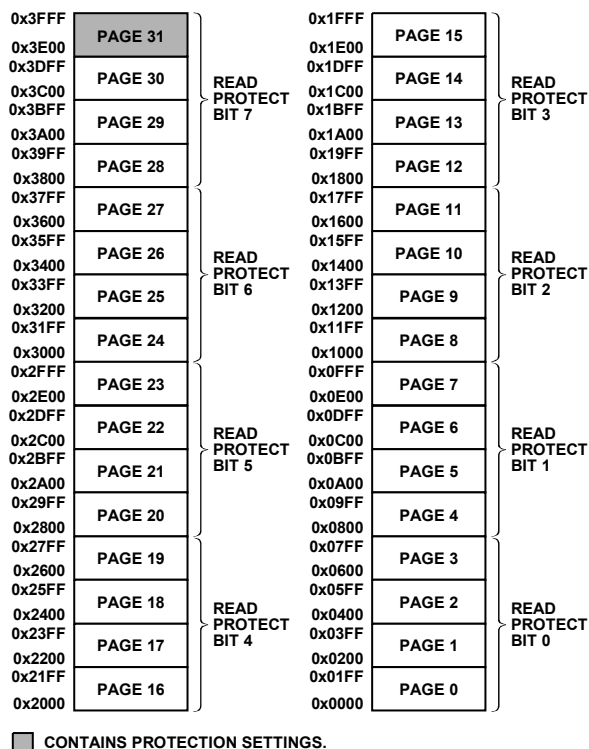 0x3FFF
PAGE 31
0x3E00
0x3DFF
PAGE 30
0x3C00
0x3BFF
PAGE 29
0x3A00
0x39FF
PAGE 28
0x3800
READ
PROTECT
BIT 7
0x37FF
PAGE 27
0x3600
0x35FF
PAGE 26
0x3400
0x33FF
PAGE 25
0x3200
0x31FF
PAGE 24
0x3000
READ
PROTECT
BIT 6
0x2FFF
PAGE 23
0x2E00
0x2DFF
PAGE 22
0x2C00
0x2BFF
PAGE 21
0x2A00
0x29FF
PAGE 20
0x2800
READ
PROTECT
BIT 5
0x27FF
PAGE 19
0x2600
0x25FF
PAGE 18
0x2400
0x23FF
PAGE 17
0x2200
0x21FF
PAGE 16
0x2000
READ
PROTECT
BIT 4
0x1FFF
PAGE 15
0x1E00
0x1DFF
PAGE 14
0x1C00
0x1BFF
PAGE 13
0x1A00
0x19FF
PAGE 12
0x1800
READ
PROTECT
BIT 3
0x17FF
PAGE 11
0x1600
0x15FF
PAGE 10
0x1400
0x13FF
PAGE 9
0x1200
0x11FF
PAGE 8
0x1000
READ
PROTECT
BIT 2
0x0FFF
PAGE 7
0x0E00
0x0DFF
PAGE 6
0x0C00
0x0BFF
PAGE 5
0x0A00
0x09FF
PAGE 4
0x0800
READ
PROTECT
BIT 1
0x07FF
PAGE 3
0x0600
0x05FF
PAGE 2
0x0400
0x03FF
PAGE 1
0x0200
0x01FF
PAGE 0
0x0000
READ
PROTECT
BIT 0
CONTAINS PROTECTION SETTINGS.